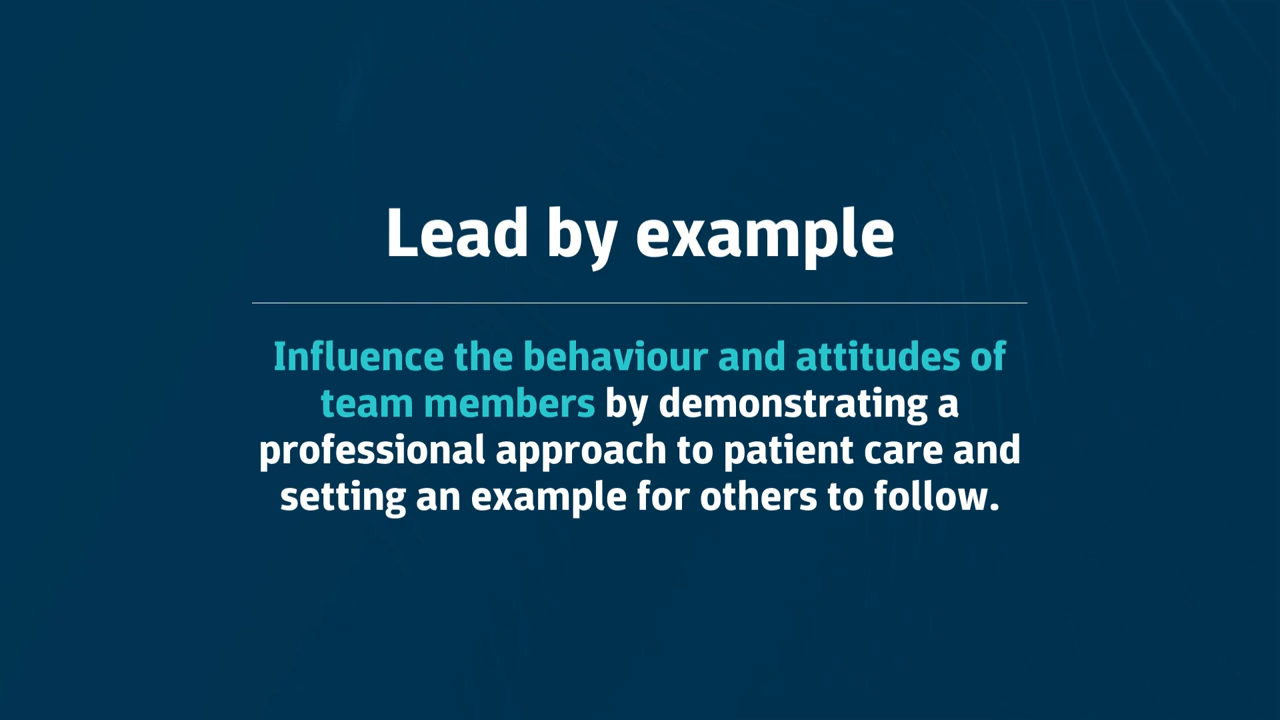 Lead by example
Influence the behaviour and attitudes of
team members by demonstrating a
professional approach to patient care and
setting an example for others to follow.